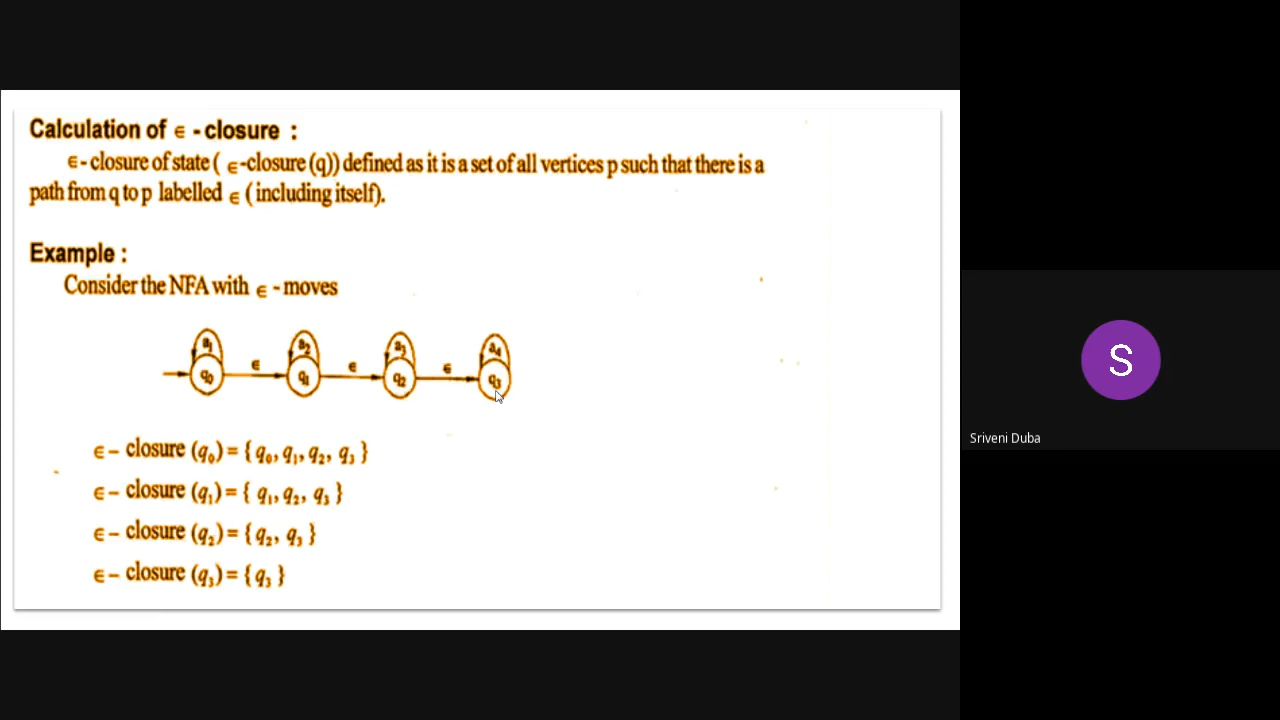 Calculation of ∈ - closure :
∈- closure of state ( ∈-closure (q)) defined as it is a set of all vertices p such that there is a
path from q to p labelled ∈ ( including itself).
Example :
Consider the NFA with ∈ - moves
a₁ a₂ a₃ a₄
∈ ∈ ∈
q₀ q₁ q₂ q₃
∈ – closure (q₀) = { q₀, q₁, q₂, q₃ }
∈ – closure (q₁) = { q₁, q₂, q₃ }
∈ – closure (q₂) = { q₂, q₃ }
∈ – closure (q₃) = { q₃ }
S
Sriveni Duba